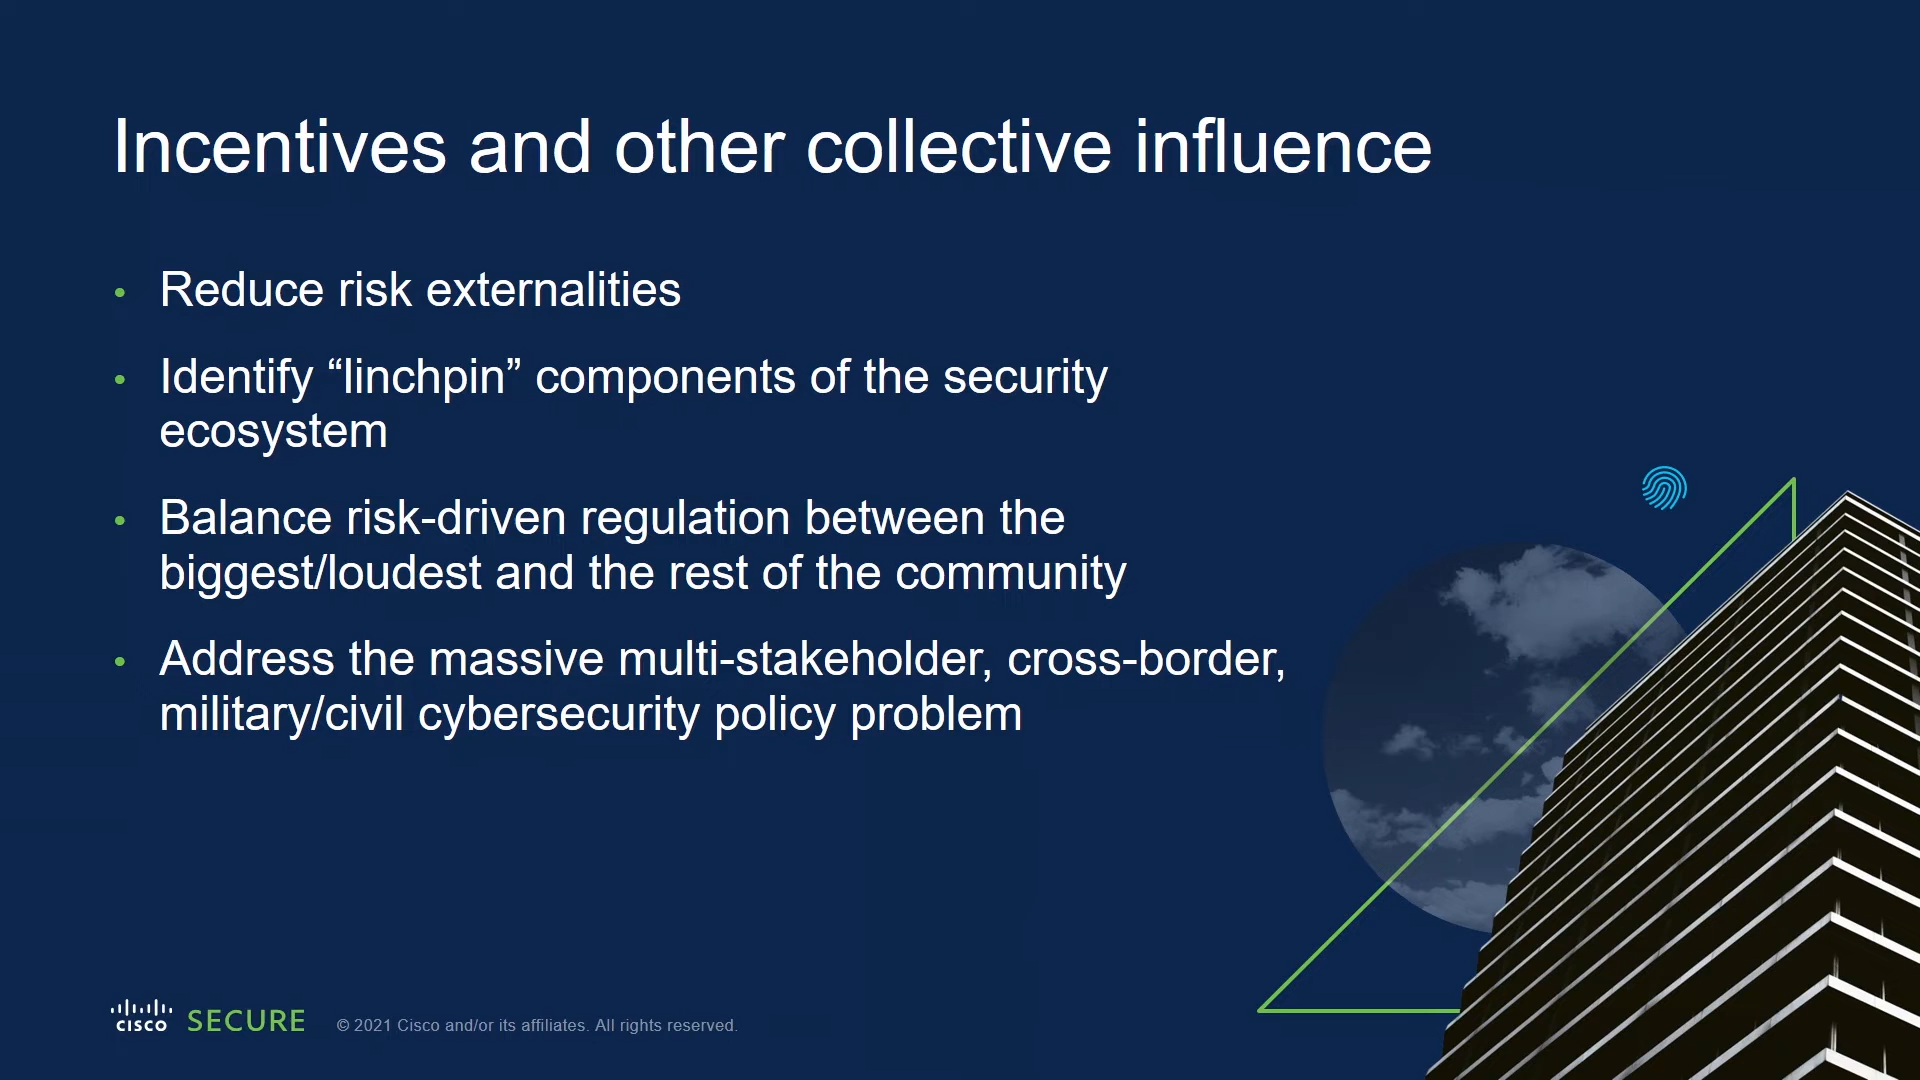 Incentives and other collective influence
• Reduce risk externalities
• Identify “linchpin” components of the security
ecosystem
• Balance risk-driven regulation between the
biggest/loudest and the rest of the community
• Address the massive multi-stakeholder, cross-border,
military/civil cybersecurity policy problem
CISCO SECURE © 2021 Cisco and/or its affiliates. All rights reserved.